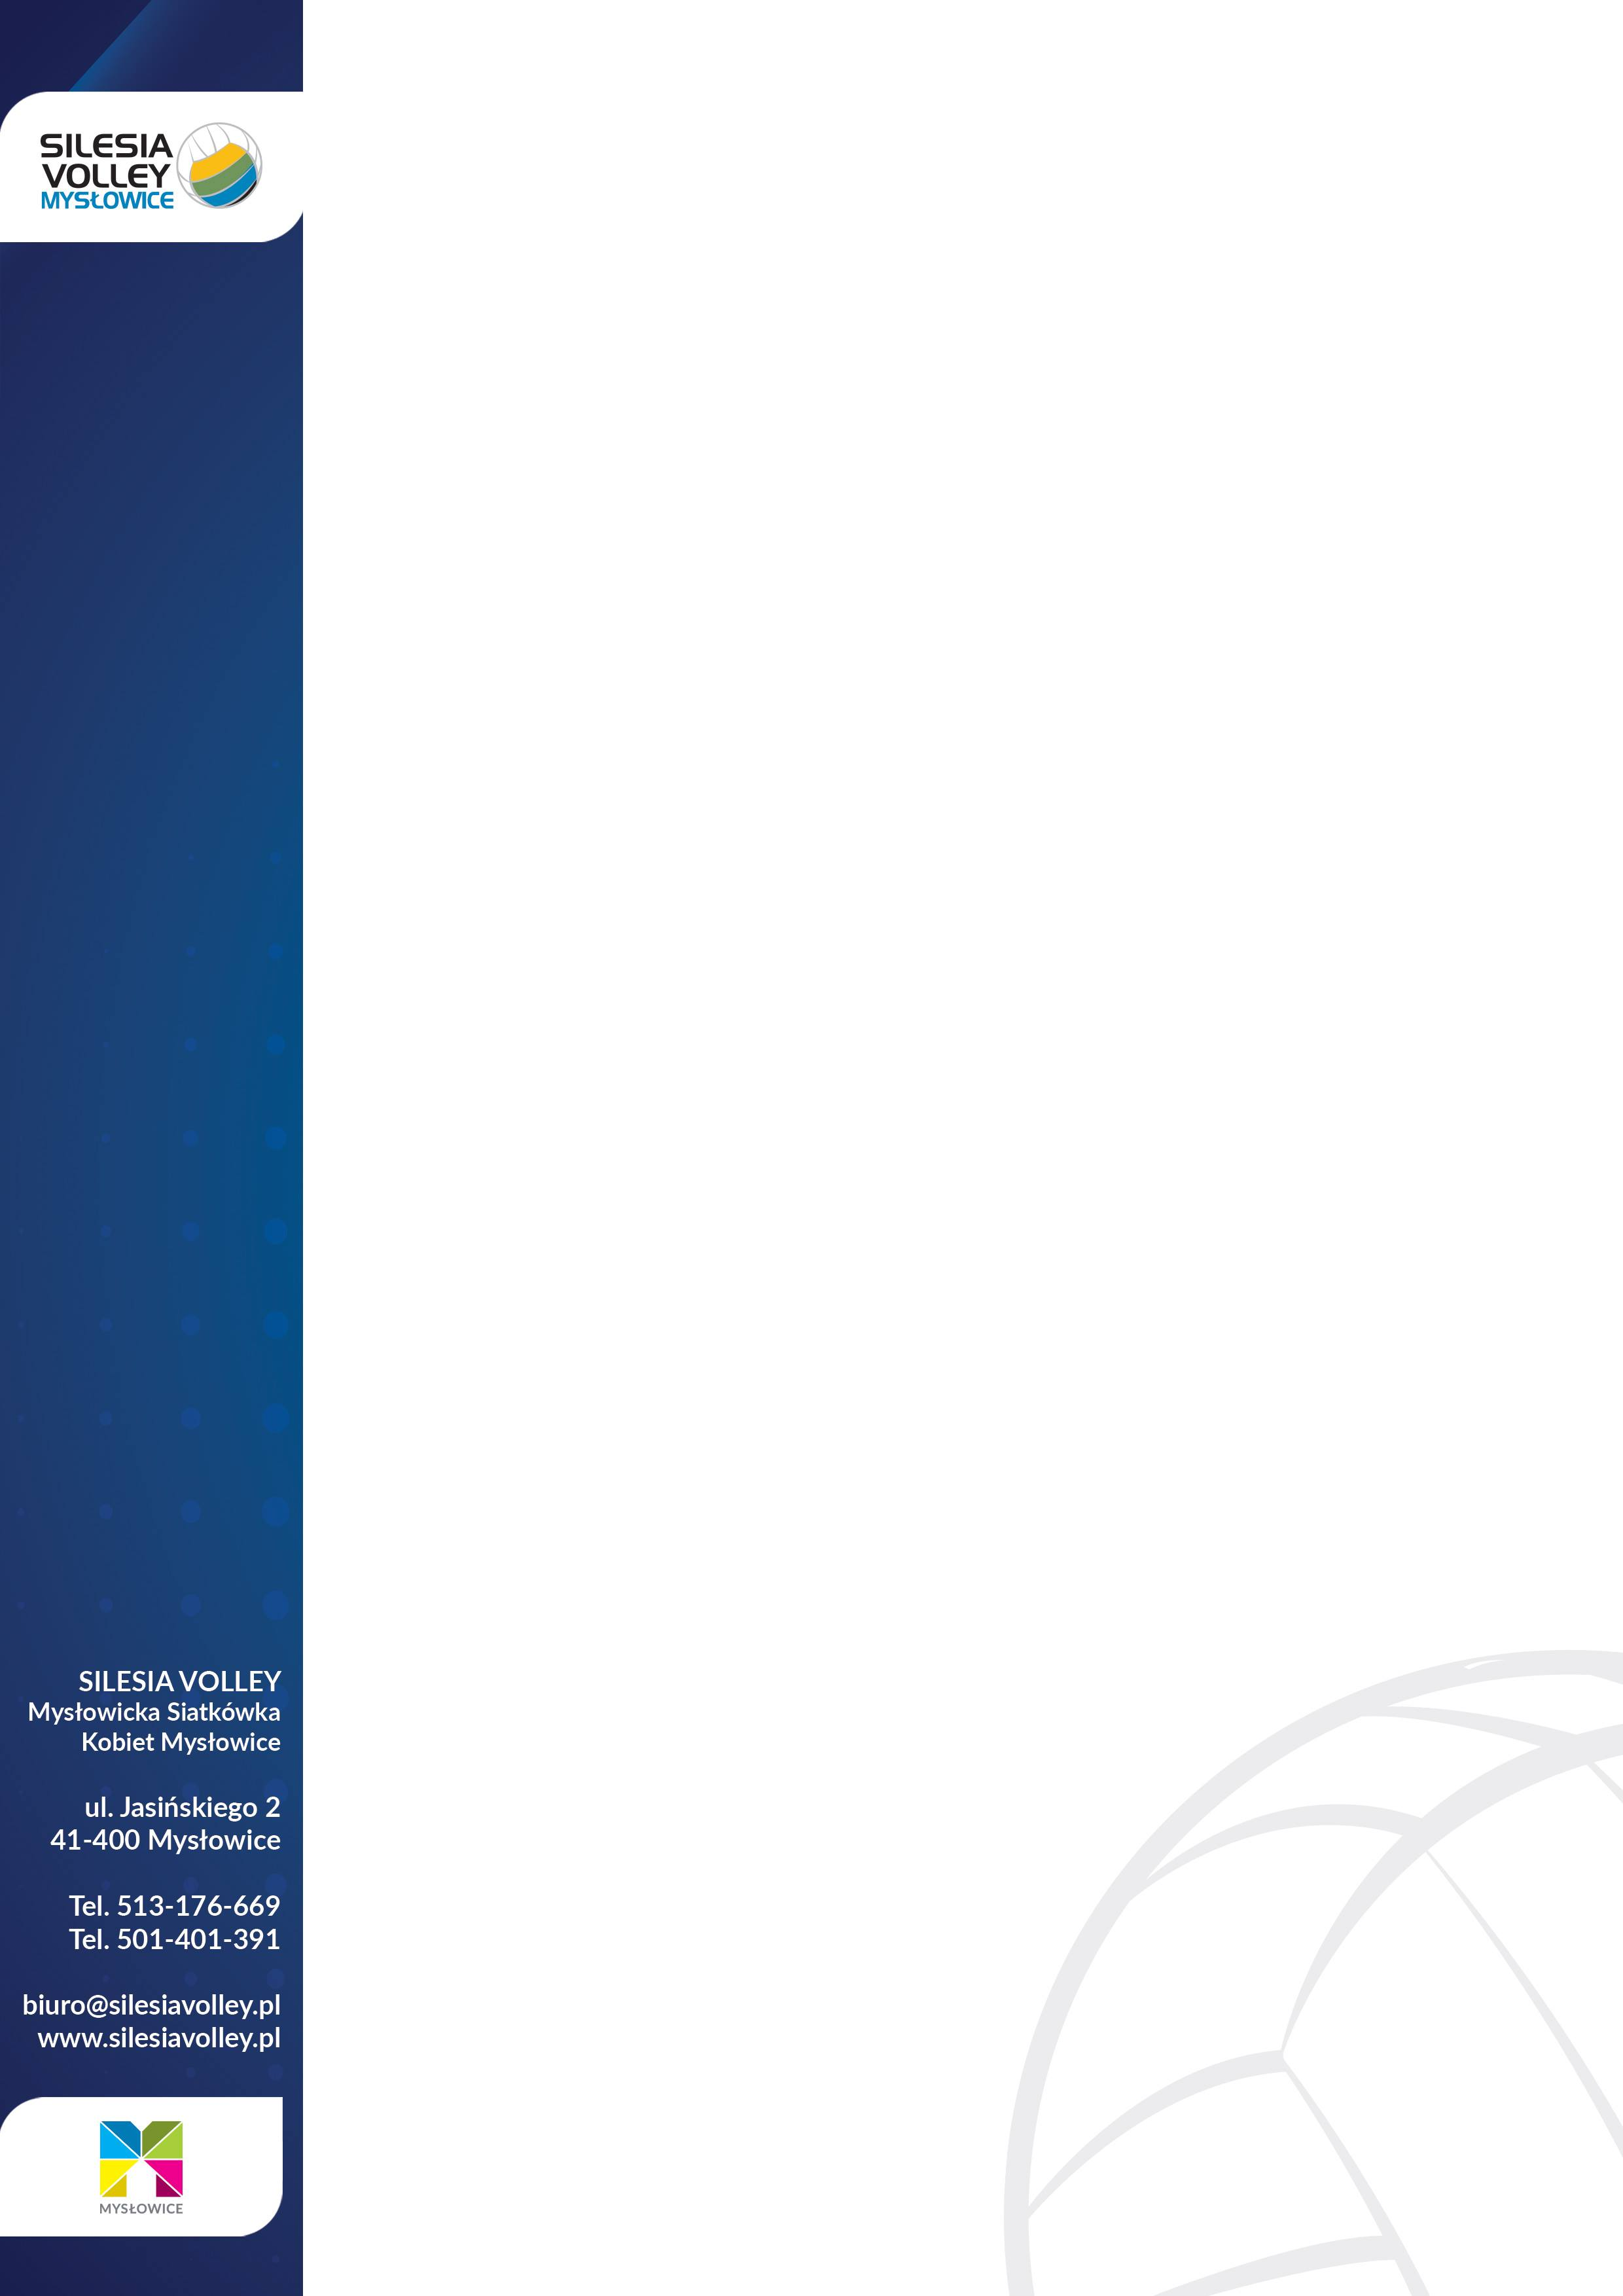 SILESIA
VOLLEY
MYSŁOWICE
SILESIA VOLLEY
Mysłowicka Siatkówka
Kobiet Mysłowice
ul. Jasińskiego 2
41-400 Mysłowice
Tel. 513-176-669
Tel. 501-401-391
biuro@silesiavolley.pl
www.silesiavolley.pl
MYSŁOWICE